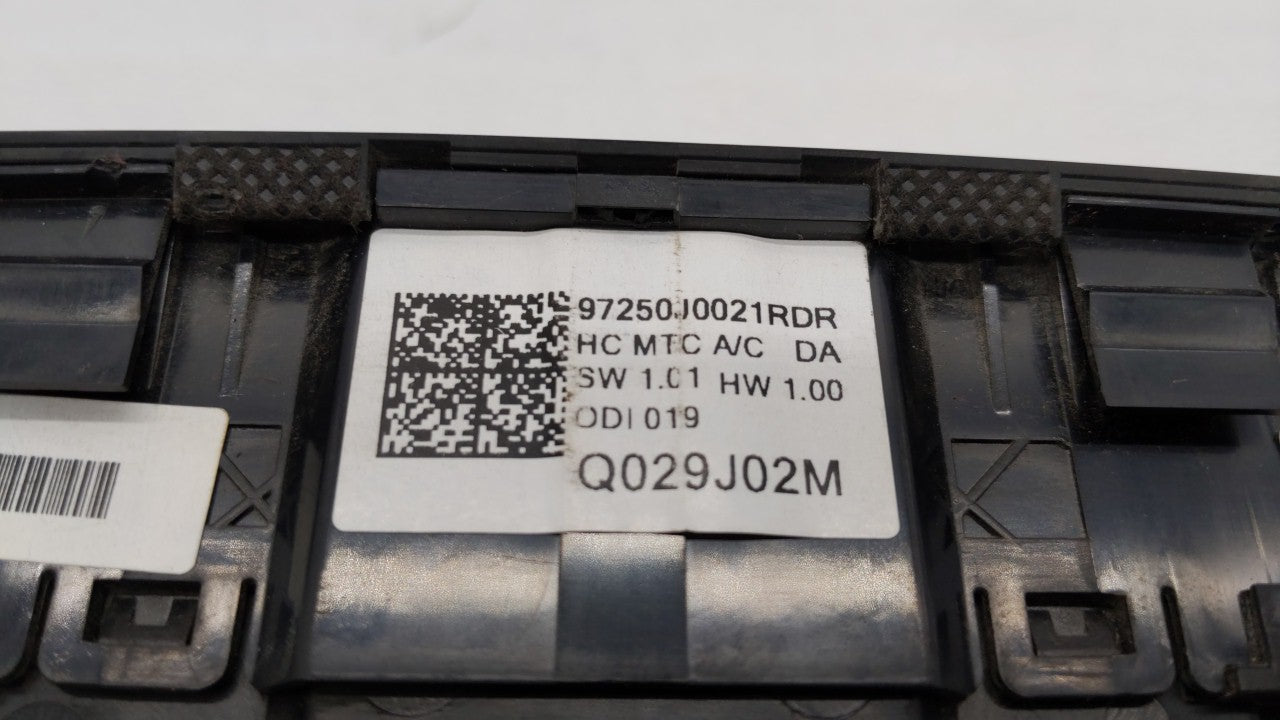 97250J0021RDR
HC MTC A/C DA
SW 1.01 HW 1.00
ODI 019
Q029J02M